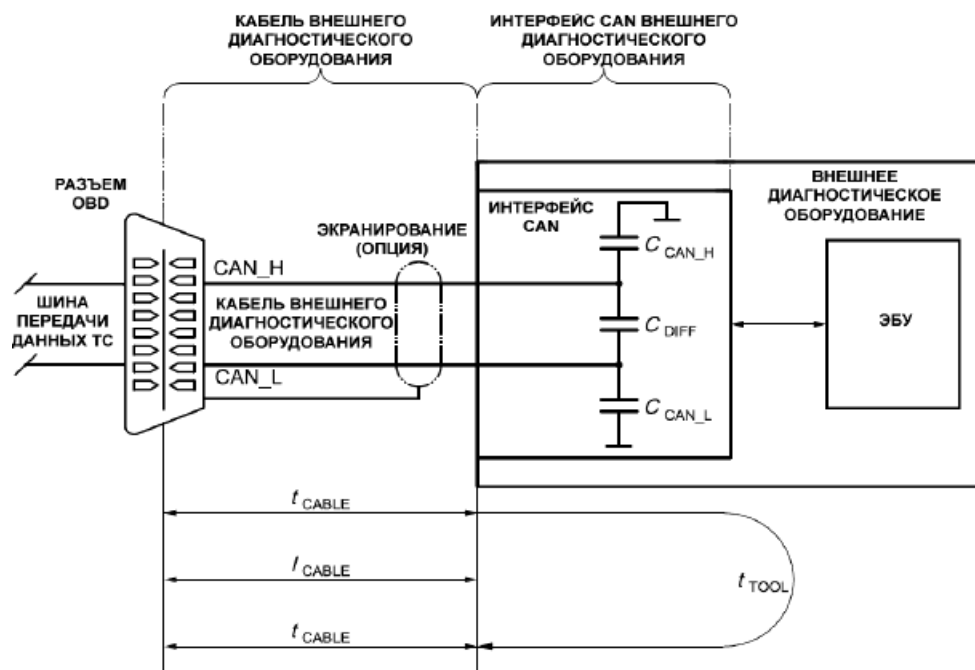 КАБЕЛЬ ВНЕШНЕГО
ДИАГНОСТИЧЕСКОГО
ОБОРУДОВАНИЯ
ИНТЕРФЕЙС CAN ВНЕШНЕГО
ДИАГНОСТИЧЕСКОГО
ОБОРУДОВАНИЯ
РАЗЪЕМ
OBD
ЭКРАНИРОВАНИЕ
(ОПЦИЯ)
ИНТЕРФЕЙС
CAN
ВНЕШНЕЕ
ДИАГНОСТИЧЕСКОЕ
ОБОРУДОВАНИЕ
CAN_H
C CAN_H
ШИНА
ПЕРЕДАЧИ
ДАННЫХ ТС
КАБЕЛЬ ВНЕШНЕГО
ДИАГНОСТИЧЕСКОГО
ОБОРУДОВАНИЯ
C DIFF
ЭБУ
CAN_L
C CAN_L
t CABLE
l CABLE
t TOOL
t CABLE